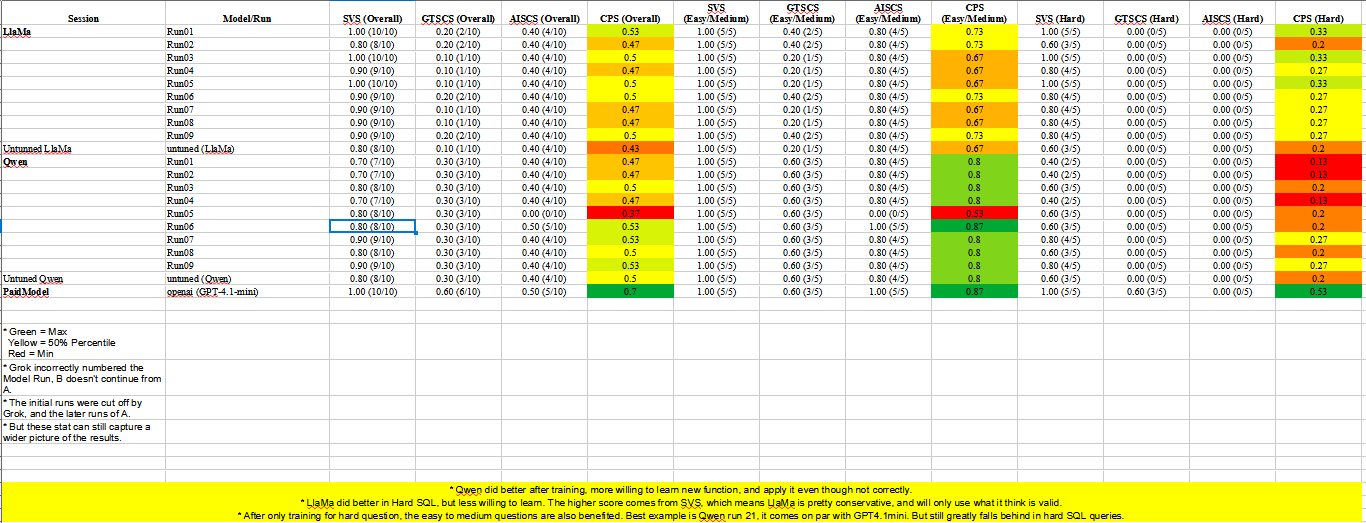 Session Model/Run SVS (Overall) GTSCS (Overall) AISCS (Overall) CPS (Overall) SVS (Easy/Medium) GTSCS (Easy/Medium) AISCS (Easy/Medium) CPS (Easy/Medium) SVS (Hard) GTSCS (Hard) AISCS (Hard) CPS (Hard)
LlaMa Run01 1.00 (10/10) 0.20 (2/10) 0.40 (4/10) 0.53 1.00 (5/5) 0.40 (2/5) 0.80 (4/5) 0.73 1.00 (5/5) 0.00 (0/5) 0.00 (0/5) 0.33
Run02 0.80 (8/10) 0.20 (2/10) 0.40 (4/10) 0.47 1.00 (5/5) 0.40 (2/5) 0.80 (4/5) 0.73 0.60 (3/5) 0.00 (0/5) 0.00 (0/5) 0.2
Run03 1.00 (10/10) 0.10 (1/10) 0.40 (4/10) 0.5 1.00 (5/5) 0.20 (1/5) 0.80 (4/5) 0.67 1.00 (5/5) 0.00 (0/5) 0.00 (0/5) 0.33
Run04 0.90 (9/10) 0.10 (1/10) 0.40 (4/10) 0.47 1.00 (5/5) 0.20 (1/5) 0.80 (4/5) 0.67 0.80 (4/5) 0.00 (0/5) 0.00 (0/5) 0.27
Run05 1.00 (10/10) 0.10 (1/10) 0.40 (4/10) 0.5 1.00 (5/5) 0.20 (1/5) 0.80 (4/5) 0.67 1.00 (5/5) 0.00 (0/5) 0.00 (0/5) 0.33
Run06 0.90 (9/10) 0.20 (2/10) 0.40 (4/10) 0.5 1.00 (5/5) 0.40 (2/5) 0.80 (4/5) 0.73 0.80 (4/5) 0.00 (0/5) 0.00 (0/5) 0.27
Run07 0.90 (9/10) 0.10 (1/10) 0.40 (4/10) 0.47 1.00 (5/5) 0.20 (1/5) 0.80 (4/5) 0.67 0.80 (4/5) 0.00 (0/5) 0.00 (0/5) 0.27
Run08 0.90 (9/10) 0.10 (1/10) 0.40 (4/10) 0.47 1.00 (5/5) 0.20 (1/5) 0.80 (4/5) 0.67 0.80 (4/5) 0.00 (0/5) 0.00 (0/5) 0.27
Run09 0.90 (9/10) 0.20 (2/10) 0.40 (4/10) 0.5 1.00 (5/5) 0.40 (2/5) 0.80 (4/5) 0.73 0.80 (4/5) 0.00 (0/5) 0.00 (0/5) 0.27
Untunned LlaMa untuned (LlaMa) 0.80 (8/10) 0.10 (1/10) 0.40 (4/10) 0.43 1.00 (5/5) 0.20 (1/5) 0.80 (4/5) 0.67 0.60 (3/5) 0.00 (0/5) 0.00 (0/5) 0.2
Qwen Run01 0.70 (7/10) 0.30 (3/10) 0.40 (4/10) 0.47 1.00 (5/5) 0.60 (3/5) 0.80 (4/5) 0.8 0.40 (2/5) 0.00 (0/5) 0.00 (0/5) 0.13
Run02 0.70 (7/10) 0.30 (3/10) 0.40 (4/10) 0.47 1.00 (5/5) 0.60 (3/5) 0.80 (4/5) 0.8 0.40 (2/5) 0.00 (0/5) 0.00 (0/5) 0.13
Run03 0.80 (8/10) 0.30 (3/10) 0.40 (4/10) 0.5 1.00 (5/5) 0.60 (3/5) 0.80 (4/5) 0.8 0.60 (3/5) 0.00 (0/5) 0.00 (0/5) 0.2
Run04 0.70 (7/10) 0.30 (3/10) 0.40 (4/10) 0.47 1.00 (5/5) 0.60 (3/5) 0.80 (4/5) 0.8 0.40 (2/5) 0.00 (0/5) 0.00 (0/5) 0.13
Run05 0.80 (8/10) 0.30 (3/10) 0.00 (0/10) 0.37 1.00 (5/5) 0.60 (3/5) 0.00 (0/5) 0.53 0.60 (3/5) 0.00 (0/5) 0.00 (0/5) 0.2
Run06 0.80 (8/10) 0.30 (3/10) 0.50 (5/10) 0.53 1.00 (5/5) 0.60 (3/5) 1.00 (5/5) 0.87 0.60 (3/5) 0.00 (0/5) 0.00 (0/5) 0.2
Run07 0.90 (9/10) 0.30 (3/10) 0.40 (4/10) 0.53 1.00 (5/5) 0.60 (3/5) 0.80 (4/5) 0.8 0.80 (4/5) 0.00 (0/5) 0.00 (0/5) 0.27
Run08 0.80 (8/10) 0.30 (3/10) 0.40 (4/10) 0.5 1.00 (5/5) 0.60 (3/5) 0.80 (4/5) 0.8 0.60 (3/5) 0.00 (0/5) 0.00 (0/5) 0.2
Run09 0.90 (9/10) 0.30 (3/10) 0.40 (4/10) 0.53 1.00 (5/5) 0.60 (3/5) 0.80 (4/5) 0.8 0.80 (4/5) 0.00 (0/5) 0.00 (0/5) 0.27
Untuned Qwen untuned (Qwen) 0.80 (8/10) 0.30 (3/10) 0.40 (4/10) 0.5 1.00 (5/5) 0.60 (3/5) 0.80 (4/5) 0.8 0.60 (3/5) 0.00 (0/5) 0.00 (0/5) 0.2
Paid Model openai (GPT-4.1-mini) 1.00 (10/10) 0.60 (6/10) 0.50 (5/10) 0.7 1.00 (5/5) 0.60 (3/5) 1.00 (5/5) 0.87 1.00 (5/5) 0.60 (3/5) 0.00 (0/5) 0.53
* Green = Max
Yellow = 50% Percentile
Red = Min
* Grok incorrectly numbered the
Model Run, B doesn't continue from
A.
* The initial runs were cut off by
Grok, and the later runs of A.
* But these stat can still capture a
wider picture of the results.
* Qwen did better after training, more willing to learn new function, and apply it even though not correctly.
* LlaMa did better in Hard SQL, but less willing to learn. The higher score comes from SVS, which means LlaMa is pretty conservative, and will only use what it think is valid.
* After only training for hard question, the easy to medium questions are also benefited. Best example is Qwen run 21, it comes on par with GPT4.1mini. But still greatly falls behind in hard SQL queries.